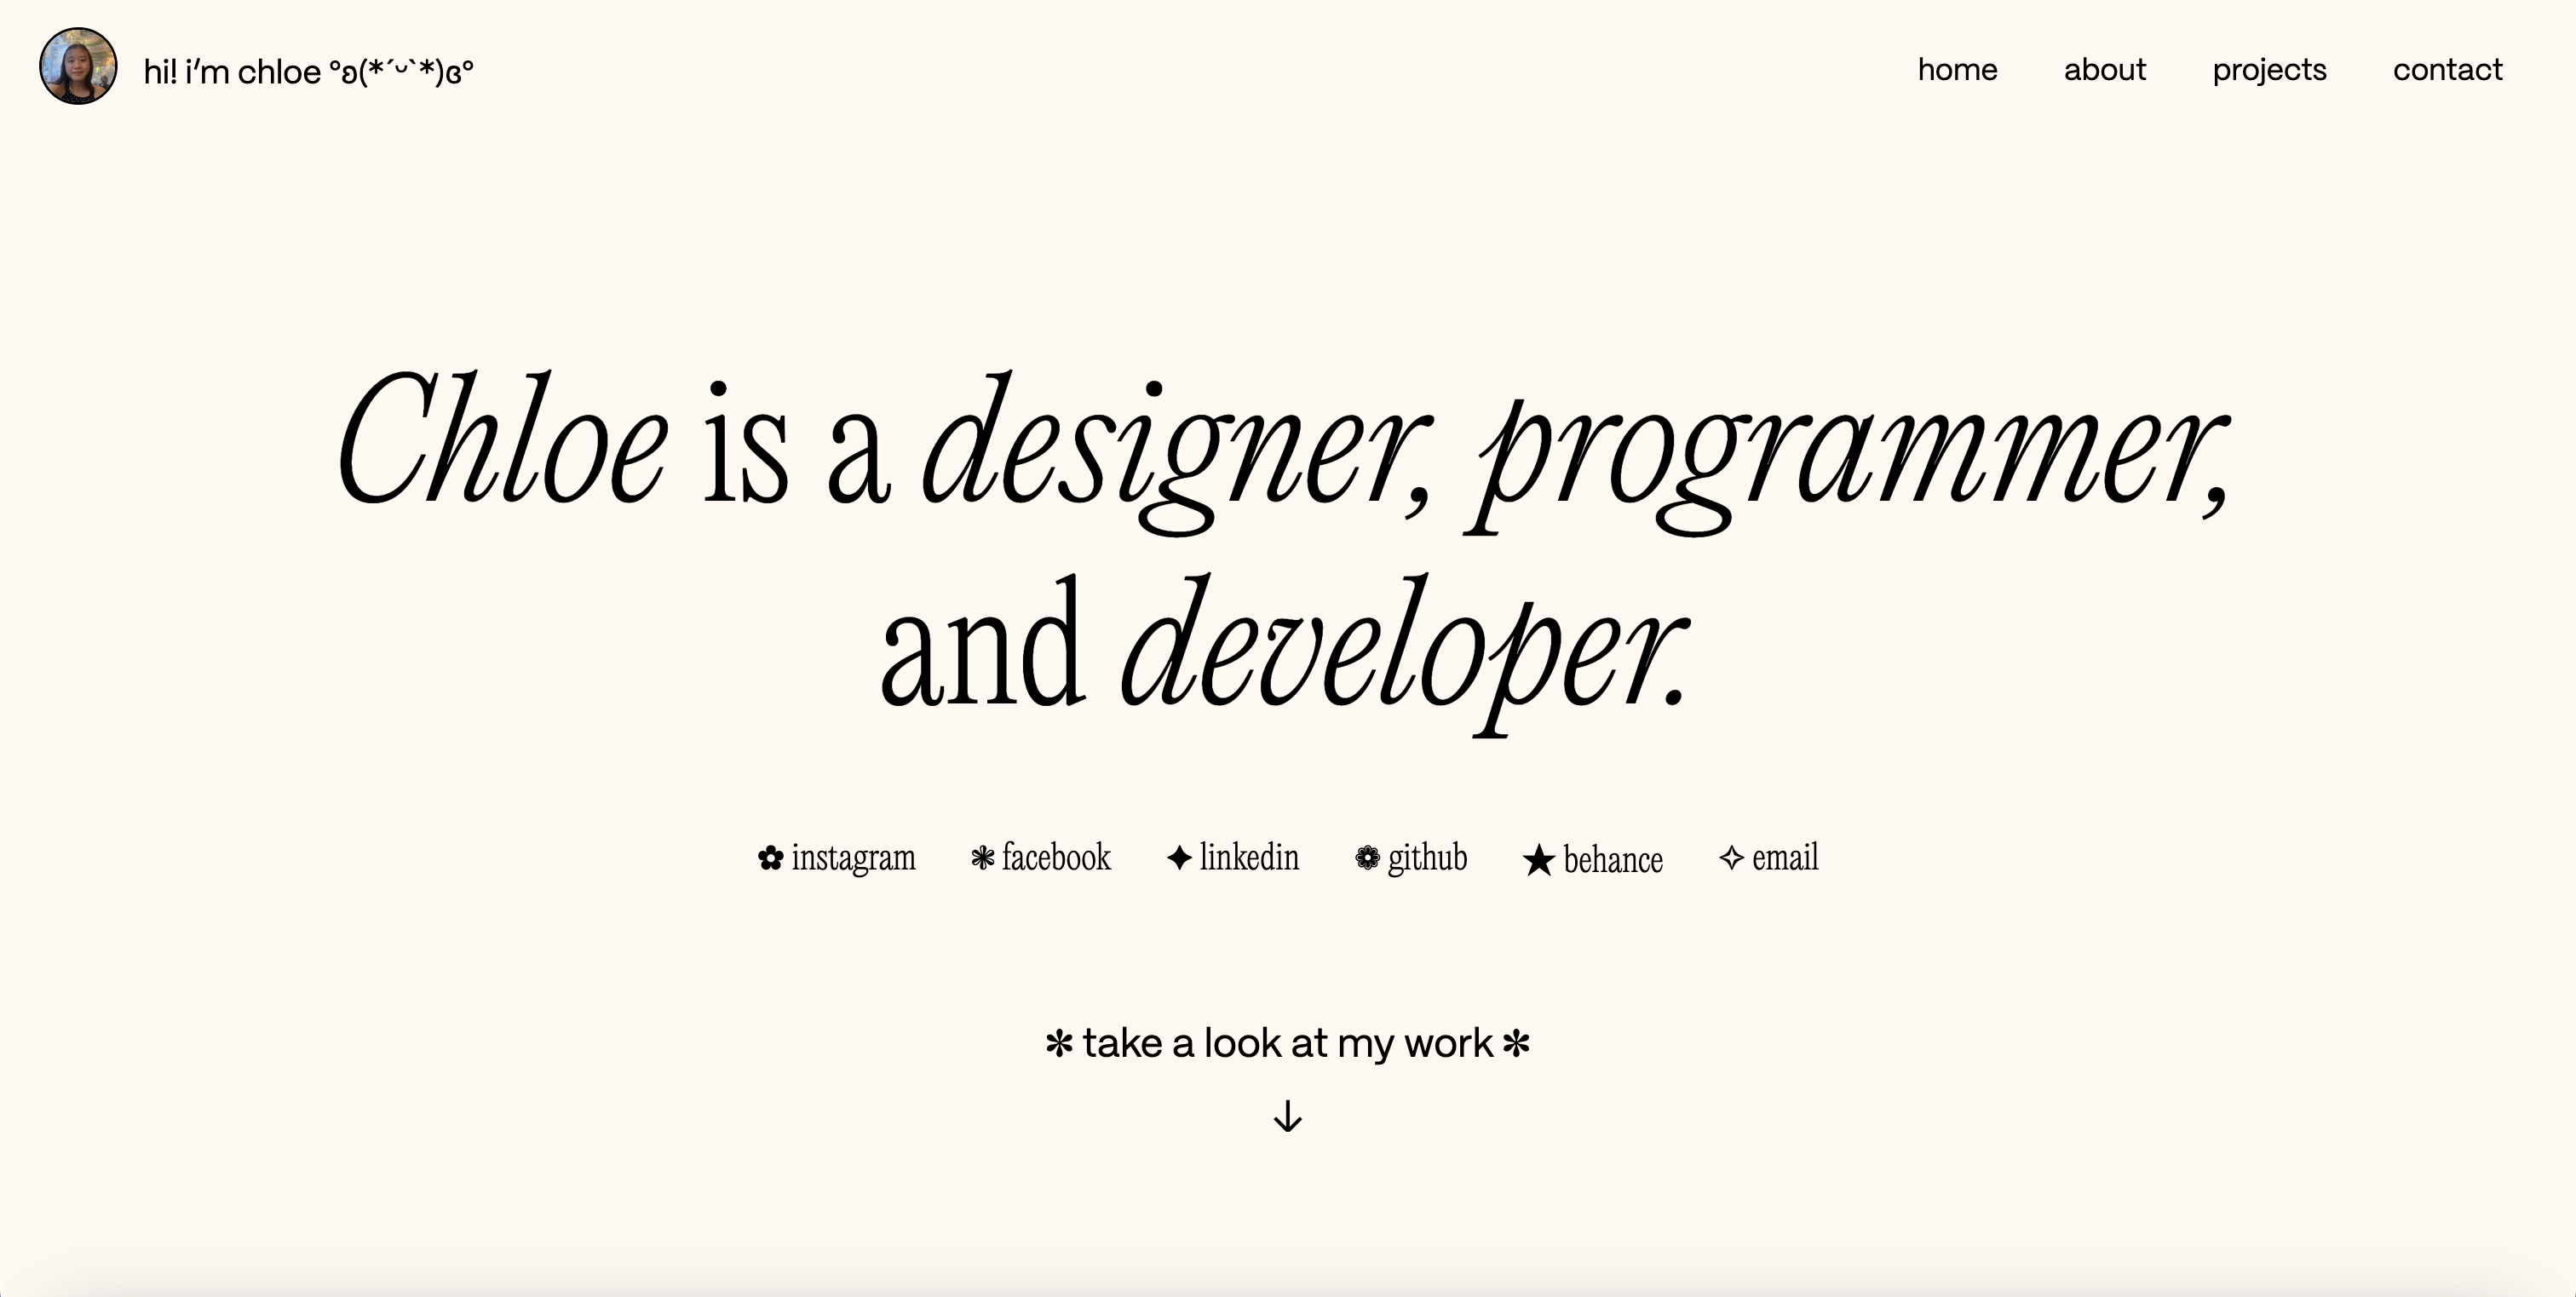 hi! i’m chloe °ʚ(*´˘`*)ɞ°
home about projects contact
Chloe is a designer, programmer,
and developer.
✿ instagram ❃ facebook ✦ linkedin ❁ github ★ behance ✧ email
✻ take a look at my work ✻
↓